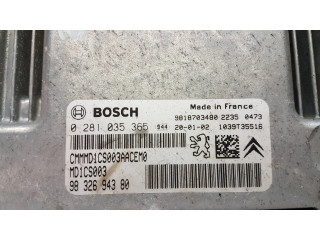 BOSCH
Made in France
9818703480 2235 0473
0 281 035 365 944 20-01-02 1039T35516
CMMMD1CS003AACEM0
MD1CS003
98 326 943 80